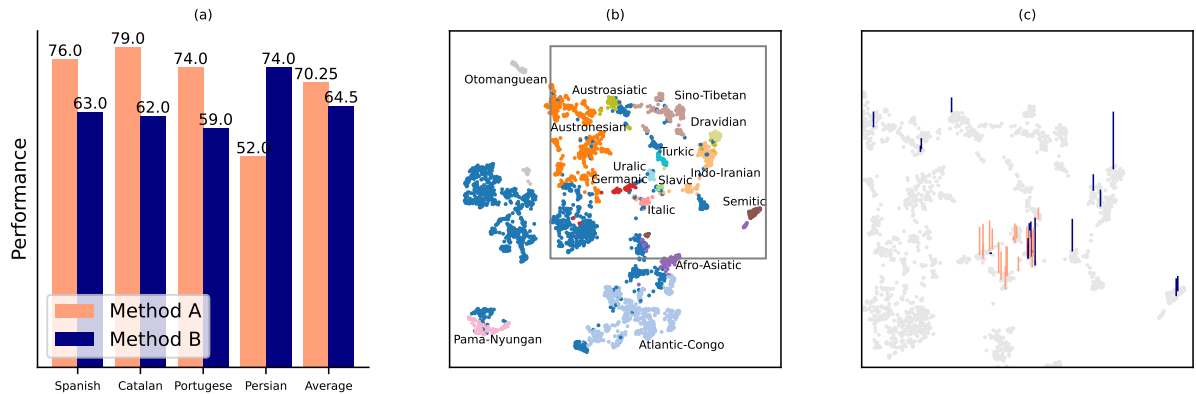 (a)
76.0
79.0
74.0
52.0
70.25
63.0
62.0
59.0
74.0
64.5
Performance
Method A
Method B
Spanish
Catalan
Portugese
Persian
Average
(b)
Otomanguean
Austroasiatic
Sino-Tibetan
Dravidian
Austronesian
Turkic
Uralic
Indo-Iranian
Germanic
Slavic
Semitic
Italic
Afro-Asiatic
Pama-Nyungan
Atlantic-Congo
(c)